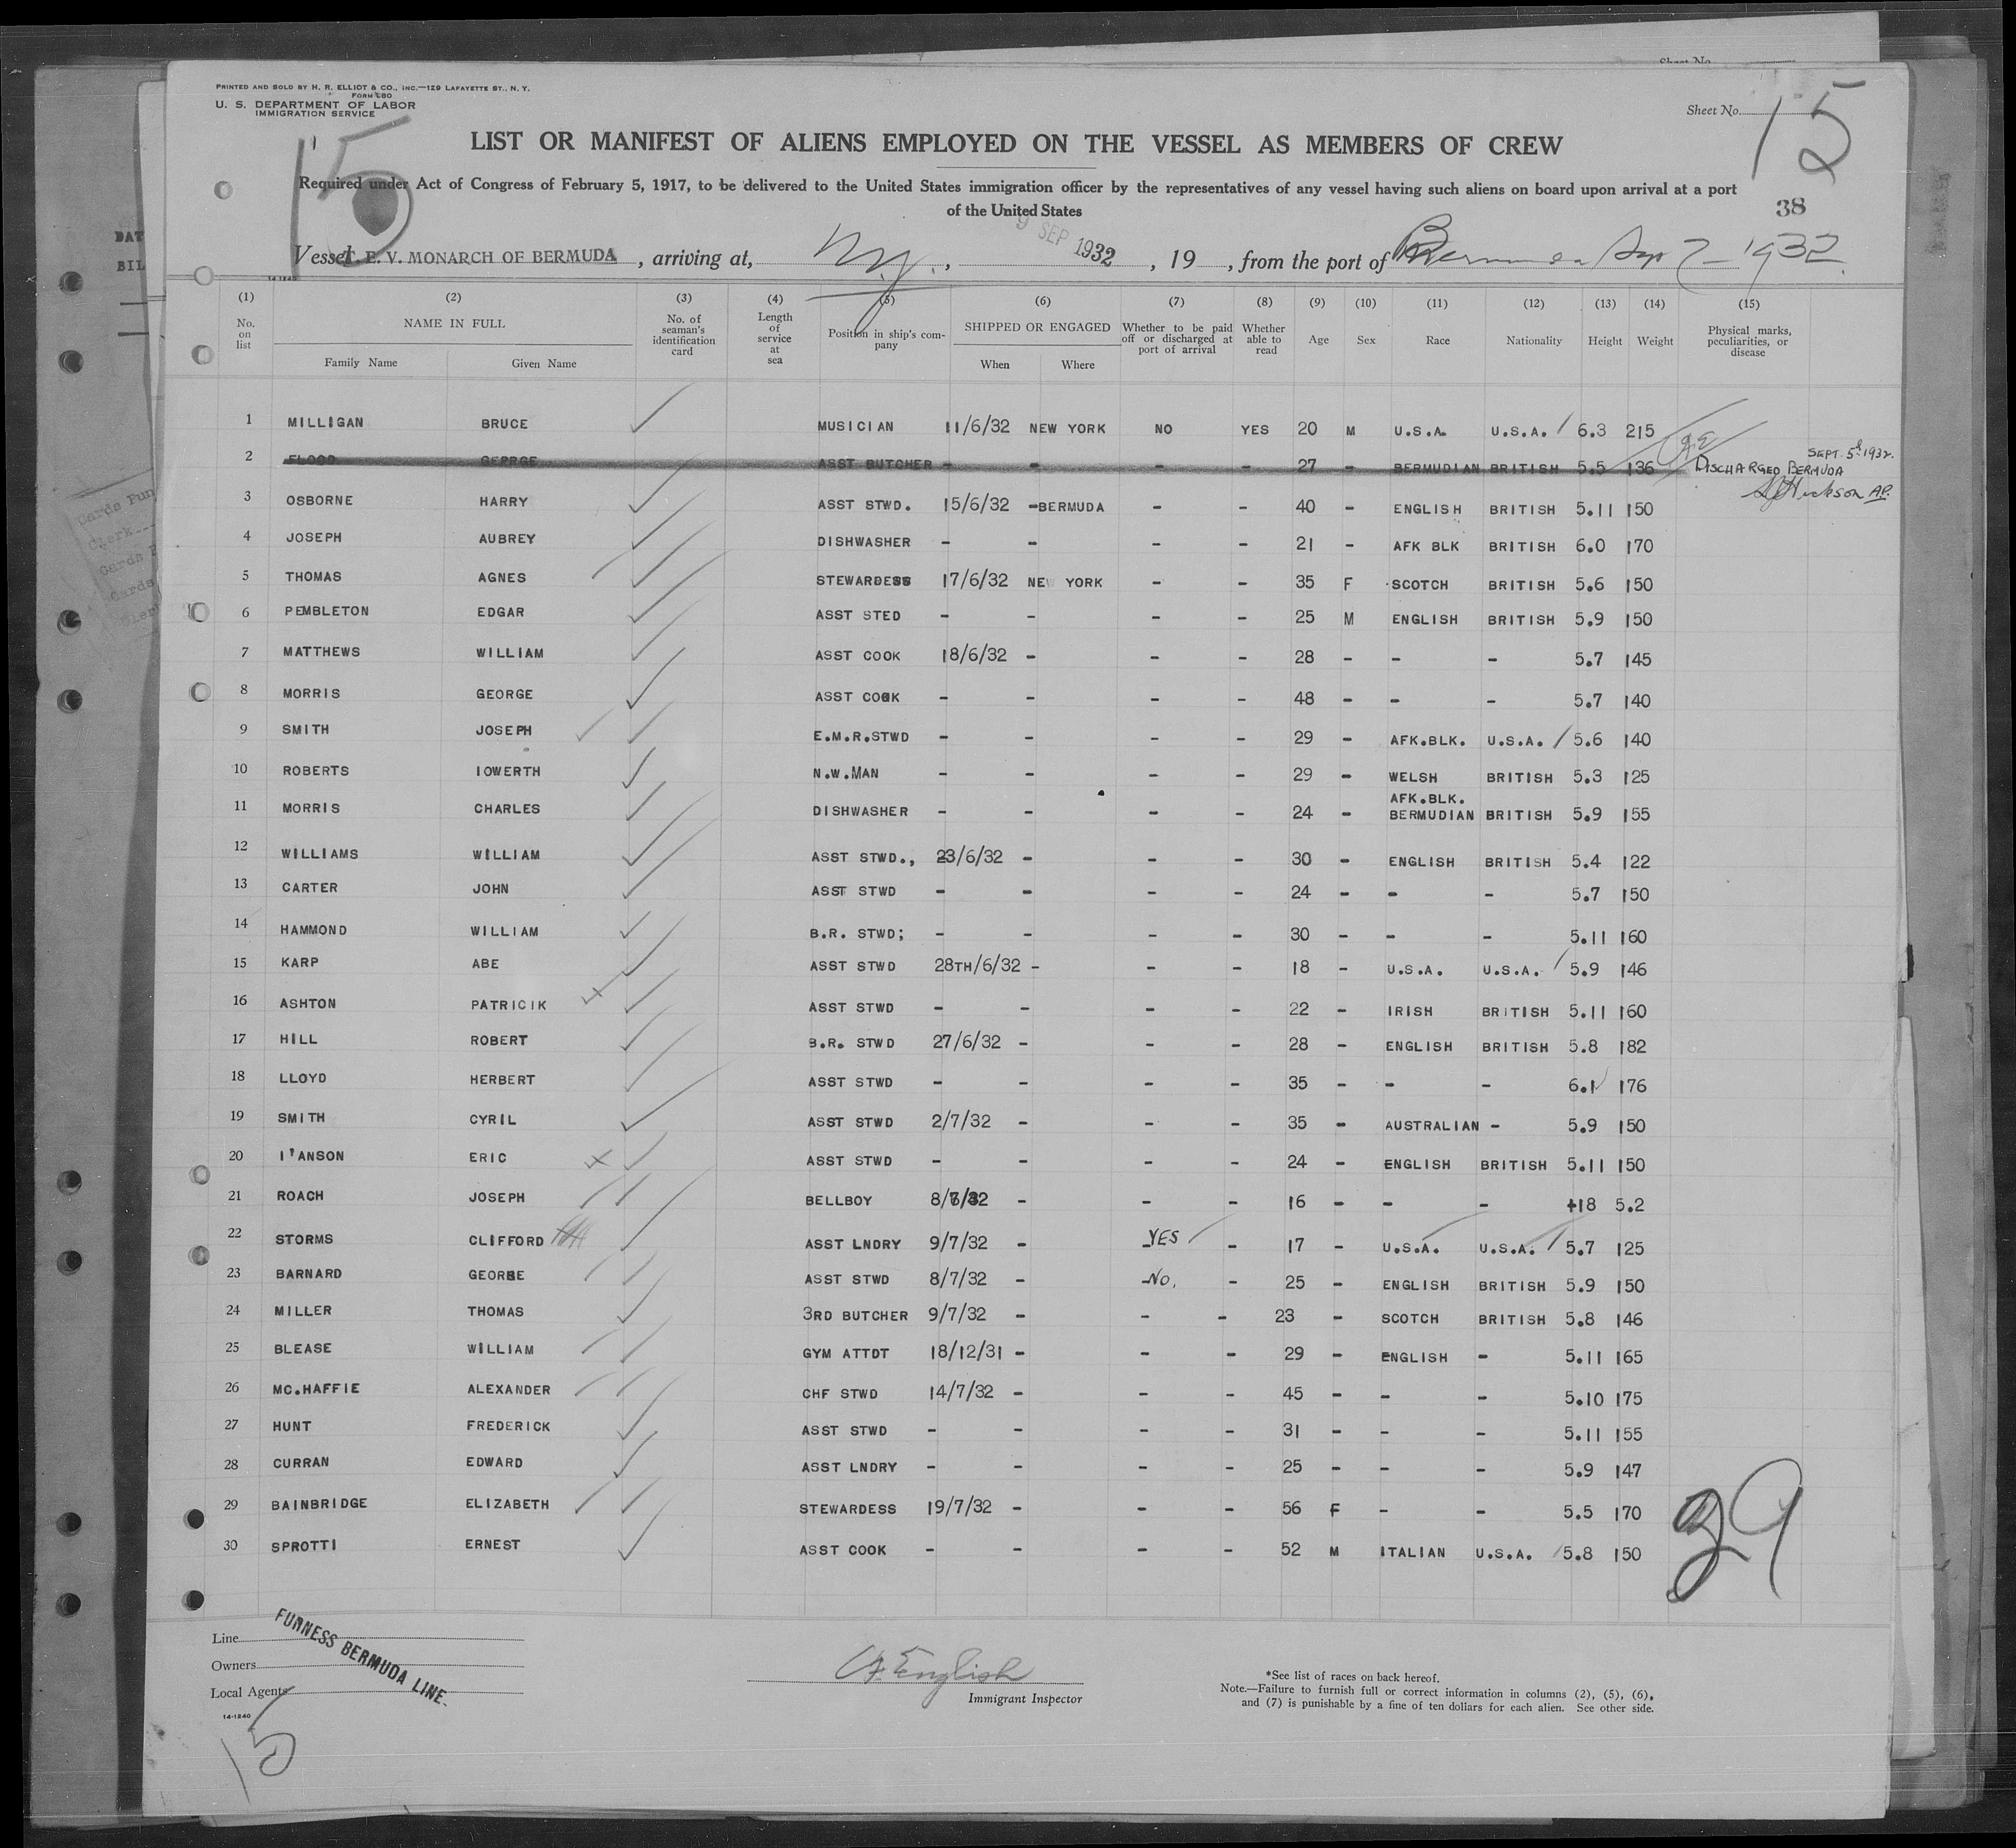 PRINTED AND SOLD BY H. R. ELLIOT & CO., INC.—129 LAFAYETTE ST., N. Y.
FORM 680
U. S. DEPARTMENT OF LABOR
IMMIGRATION SERVICE
Sheet No.
15
15
LIST OR MANIFEST OF ALIENS EMPLOYED ON THE VESSEL AS MEMBERS OF CREW
Required under Act of Congress of February 5, 1917, to be delivered to the United States immigration officer by the representatives of any vessel having such aliens on board upon arrival at a port
of the United States
38
9 SEP 1932
Vessel T. E. V. MONARCH OF BERMUDA, arriving at, N.Y., , 19 , from the port of Bermuda Sep 7 - 1932
14-1240
(1) (2) (3) (4) (5) (6) (7) (8) (9) (10) (11) (12) (13) (14) (15)
No. on list NAME IN FULL Family Name Given Name No. of seaman's identification card Length of service at sea Position in ship's company SHIPPED OR ENGAGED When Where Whether to be paid off or discharged at port of arrival Whether able to read Age Sex Race Nationality Height Weight Physical marks, peculiarities, or disease
1 MILLIGAN BRUCE MUSICIAN 11/6/32 NEW YORK NO YES 20 M U.S.A. U.S.A. 6.3 215
2 FLOOD GEORGE ASST BUTCHER - - - - 27 - BERMUDIAN BRITISH 5.5 136 DISCHARGED BERMUDA SEPT. 5th 1932.
3 OSBORNE HARRY ASST STWD. 15/6/32 -BERMUDA - - 40 - ENGLISH BRITISH 5.11 150
4 JOSEPH AUBREY DISHWASHER - - - - 21 - AFK BLK BRITISH 6.0 170
5 THOMAS AGNES STEWARDESS 17/6/32 NEW YORK - - 35 F SCOTCH BRITISH 5.6 150
6 PEMBLETON EDGAR ASST STED - - - - 25 M ENGLISH BRITISH 5.9 150
7 MATTHEWS WILLIAM ASST COOK 18/6/32 - - - 28 - - - 5.7 145
8 MORRIS GEORGE ASST COOK - - - - 48 - - - 5.7 140
9 SMITH JOSEPH E.M.R.STWD - - - - 29 - AFK.BLK. U.S.A. 5.6 140
10 ROBERTS IOWERTH N.W.MAN - - - - 29 - WELSH BRITISH 5.3 125
11 MORRIS CHARLES DISHWASHER - - - - 24 - AFK.BLK. BERMUDIAN BRITISH 5.9 155
12 WILLIAMS WILLIAM ASST STWD., 23/6/32 - - - 30 - ENGLISH BRITISH 5.4 122
13 CARTER JOHN ASST STWD - - - - 24 - - - 5.7 150
14 HAMMOND WILLIAM B.R. STWD; - - - - 30 - - - 5.11 160
15 KARP ABE ASST STWD 28TH/6/32 - - - 18 - U.S.A. U.S.A. 5.9 146
16 ASHTON PATRICIK ASST STWD - - - - 22 - IRISH BRITISH 5.11 160
17 HILL ROBERT B.R. STWD 27/6/32 - - - 28 - ENGLISH BRITISH 5.8 182
18 LLOYD HERBERT ASST STWD - - - - 35 - - - 6.1 176
19 SMITH CYRIL ASST STWD 2/7/32 - - - 35 - AUSTRALIAN - 5.9 150
20 I'ANSON ERIC ASST STWD - - - - 24 - ENGLISH BRITISH 5.11 150
21 ROACH JOSEPH BELLBOY - - - 16 - - - 118 5.2
22 STORMS CLIFFORD ASST LNDRY 9/7/32 - YES - 17 - U.S.A. U.S.A. 5.7 125
23 BARNARD GEORGE ASST STWD 8/7/32 - No. - 25 - ENGLISH BRITISH 5.9 150
24 MILLER THOMAS 3RD BUTCHER 9/7/32 - - - 23 - SCOTCH BRITISH 5.8 146
25 BLEASE WILLIAM GYM ATTDT 18/12/31 - - - 29 - ENGLISH - 5.11 165
26 MC.HAFFIE ALEXANDER CHF STWD 14/7/32 - - - 45 - - - 5.10 175
27 HUNT FREDERICK ASST STWD - - - - 31 - - - 5.11 155
28 CURRAN EDWARD ASST LNDRY - - - - 25 - - - 5.9 147
29 BAINBRIDGE ELIZABETH STEWARDESS 19/7/32 - - - 56 F - - 5.5 170
30 SPROTTI ERNEST ASST COOK - - - - 52 M ITALIAN U.S.A. 5.8 150
29
Line
Owners
Local Agents
FURNESS BERMUDA LINE.
14-1240
15
English
Immigrant Inspector
*See list of races on back hereof.
Note.—Failure to furnish full or correct information in columns (2), (5), (6),
and (7) is punishable by a fine of ten dollars for each alien. See other side.